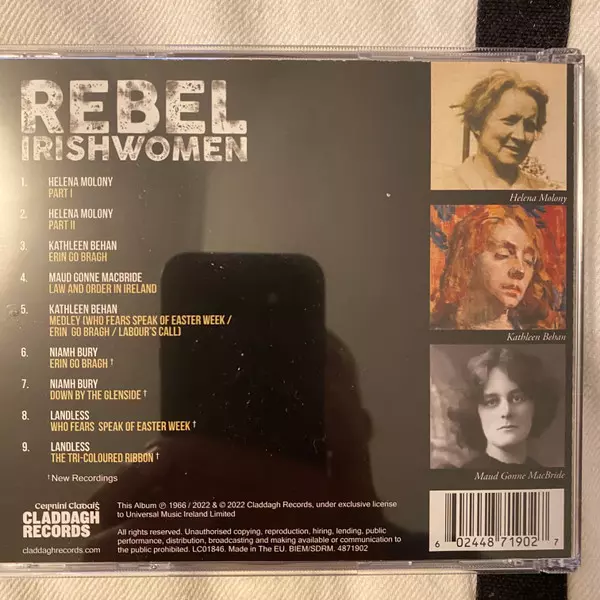 REBEL
IRISHWOMEN
1. HELENA MOLONY
PART I
2. HELENA MOLONY
PART II
3. KATHLEEN BEHAN
ERIN GO BRAGH
4. MAUD GONNE MACBRIDE
LAW AND ORDER IN IRELAND
5. KATHLEEN BEHAN
MEDLEY (WHO FEARS SPEAK OF EASTER WEEK /
ERIN GO BRAGH / LABOUR'S CALL)
6. NIAMH BURY
ERIN GO BRAGH †
7. NIAMH BURY
DOWN BY THE GLENSIDE †
8. LANDLESS
WHO FEARS SPEAK OF EASTER WEEK †
9. LANDLESS
THE TRI-COLOURED RIBBON †
† New Recordings
Helena Molony
Kathleen Behan
Maud Gonne MacBride
CLADDAGH
RECORDS
claddaghrecords.com
This Album ℗ 1966 / 2022 & © 2022 Claddagh Records, under exclusive license
to Universal Music Ireland Limited
All rights reserved. Unauthorised copying, reproduction, hiring, lending, public
performance, distribution, broadcasting and making available to the
to the public prohibited. LC01846. Made in The EU. BIEM/SDRM. 4871902
6 02448 71902 7